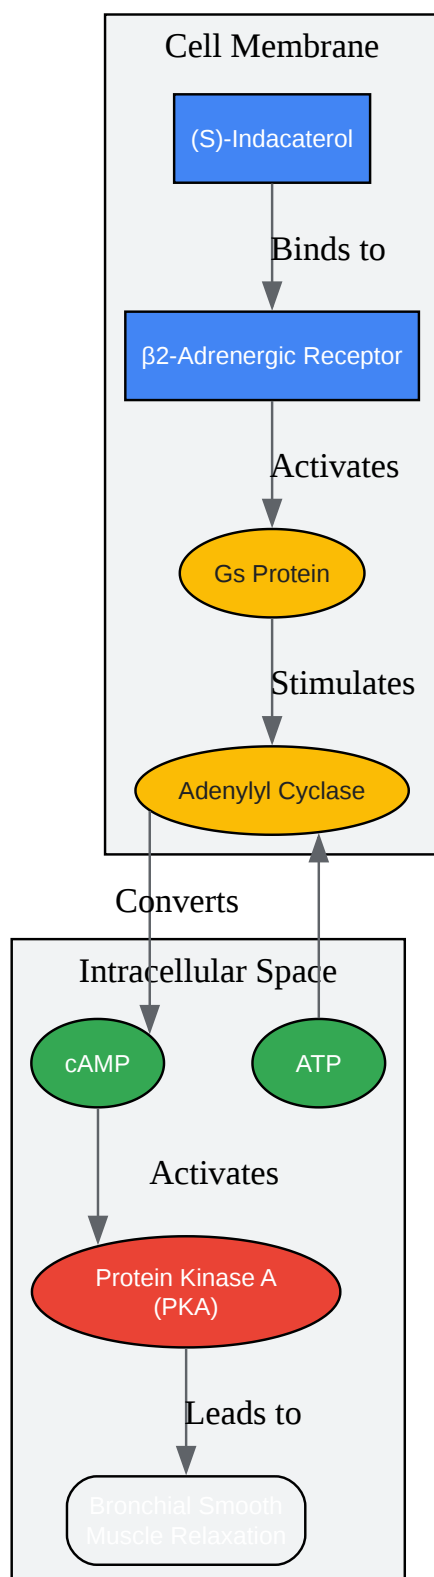 Cell Membrane
(S)-Indacaterol
Binds to
β2-Adrenergic Receptor
Activates
Gs Protein
Stimulates
Adenylyl Cyclase
Converts
Intracellular Space
cAMP
ATP
Activates
Protein Kinase A
(PKA)
Leads to
Bronchial Smooth
Muscle Relaxation